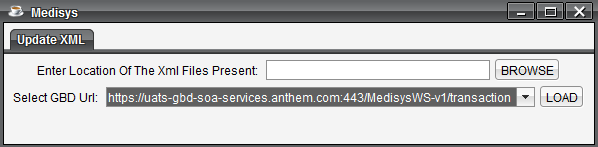 Medisys
Update XML
Enter Location Of The Xml Files Present: BROWSE
Select GBD Url: https://uats-gbd-soa-services.anthem.com:443/MedisysWS-v1/transaction LOAD